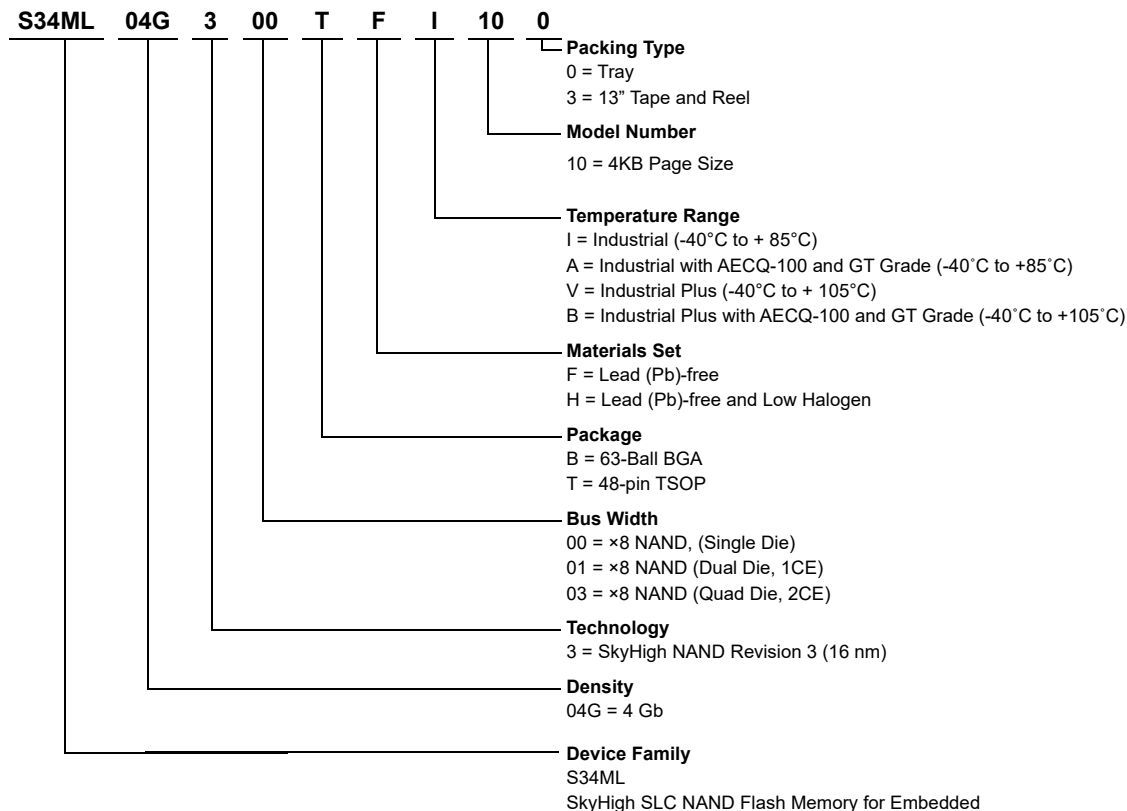 S34ML 04G 3 00 T F I 10 0
Packing Type
0 = Tray
3 = 13” Tape and Reel
Model Number
10 = 4KB Page Size
Temperature Range
I = Industrial (-40°C to + 85°C)
A = Industrial with AECQ-100 and GT Grade (-40˚C to +85˚C)
V = Industrial Plus (-40°C to + 105°C)
B = Industrial Plus with AECQ-100 and GT Grade (-40˚C to +105˚C)
Materials Set
F = Lead (Pb)-free
H = Lead (Pb)-free and Low Halogen
Package
B = 63-Ball BGA
T = 48-pin TSOP
Bus Width
00 = ×8 NAND, (Single Die)
01 = ×8 NAND (Dual Die, 1CE)
03 = ×8 NAND (Quad Die, 2CE)
Technology
3 = SkyHigh NAND Revision 3 (16 nm)
Density
04G = 4 Gb
Device Family
S34ML
SkyHigh SLC NAND Flash Memory for Embedded